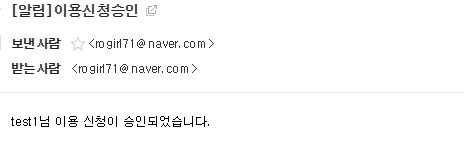 [알림]이용신청승인
보낸사람 <rogirl71@naver.com>
받는사람 <rogirl71@naver.com>
test1님 이용 신청이 승인되었습니다.